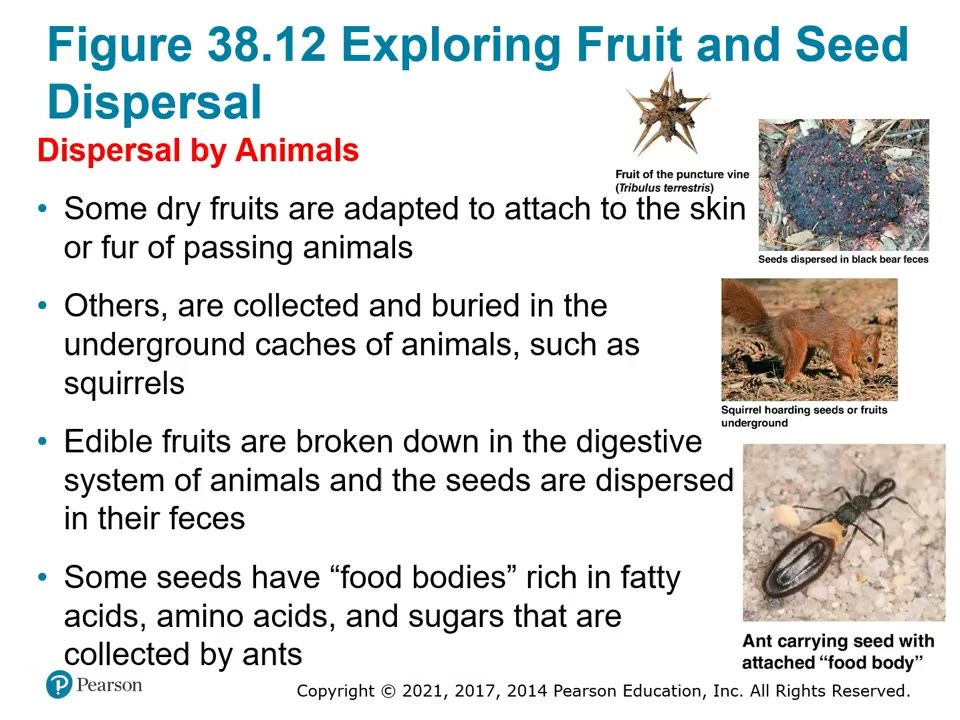 Figure 38.12 Exploring Fruit and Seed
Dispersal
Dispersal by Animals
Fruit of the puncture vine
(Tribulus terrestris)
• Some dry fruits are adapted to attach to the skin
or fur of passing animals
Seeds dispersed in black bear feces
• Others, are collected and buried in the
underground caches of animals, such as
squirrels
Squirrel hoarding seeds or fruits
underground
• Edible fruits are broken down in the digestive
system of animals and the seeds are dispersed
in their feces
• Some seeds have “food bodies” rich in fatty
acids, amino acids, and sugars that are
collected by ants
Ant carrying seed with
attached “food body”
P Pearson
Copyright © 2021, 2017, 2014 Pearson Education, Inc. All Rights Reserved.